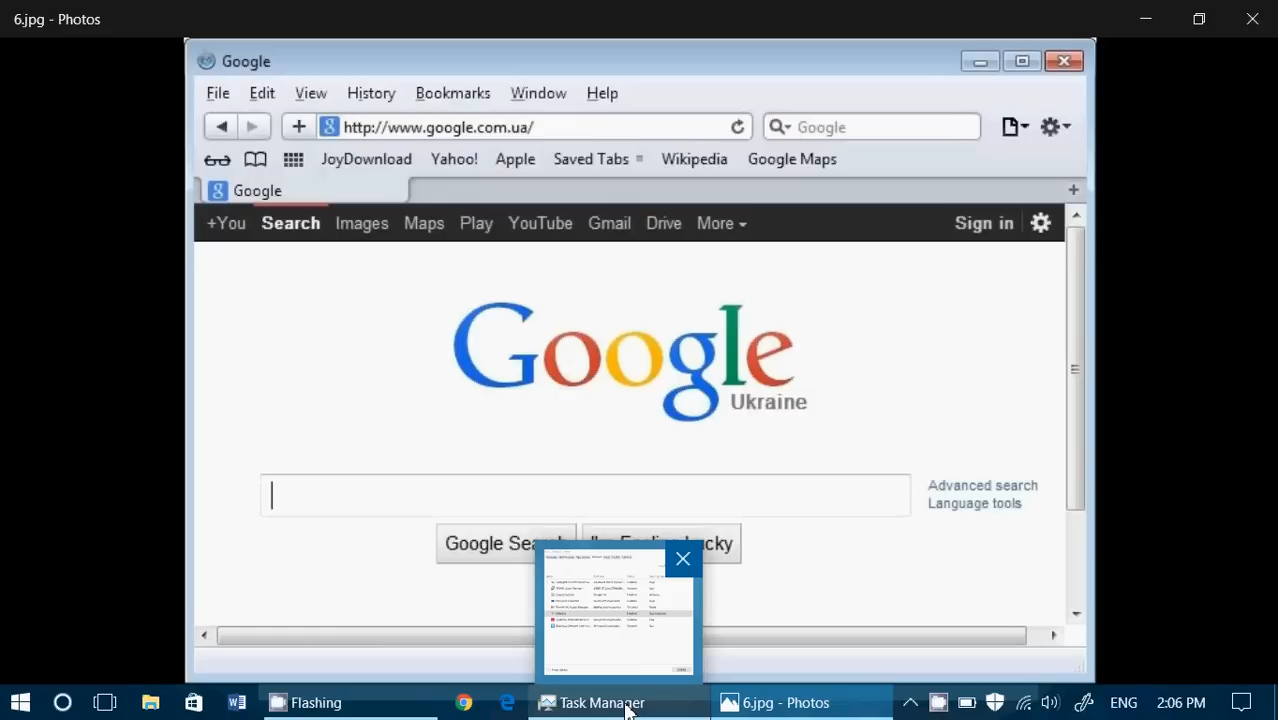 6.jpg - Photos
Google
File Edit View History Bookmarks Window Help
http://www.google.com.ua/
Google
JoyDownload Yahoo! Apple Saved Tabs Wikipedia Google Maps
Google
+You Search Images Maps Play YouTube Gmail Drive More Sign in
Google
Ukraine
Advanced search
Language tools
Google
Flashing Task Manager 6.jpg - Photos ENG 2:06 PM